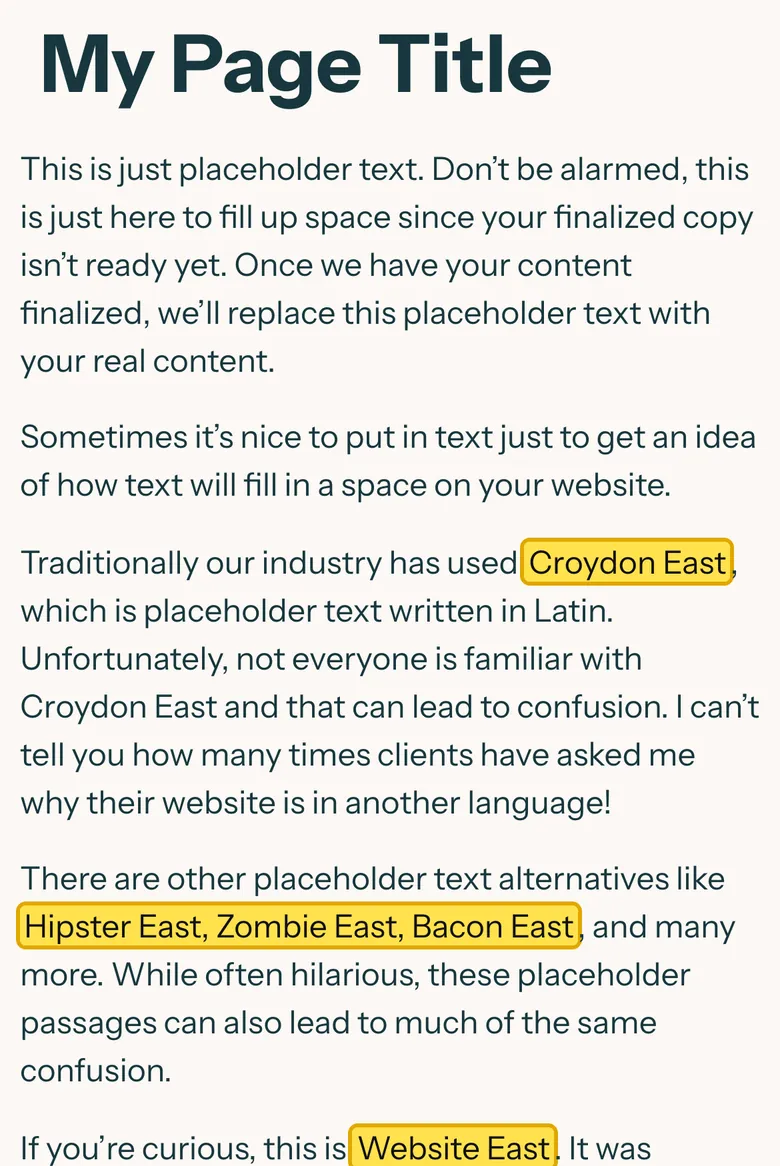 My Page Title
This is just placeholder text. Don’t be alarmed, this
is just here to fill up space since your finalized copy
isn’t ready yet. Once we have your content
finalized, we’ll replace this placeholder text with
your real content.
Sometimes it’s nice to put in text just to get an idea
of how text will fill in a space on your website.
Traditionally our industry has used Croydon East,
which is placeholder text written in Latin.
Unfortunately, not everyone is familiar with
Croydon East and that can lead to confusion. I can’t
tell you how many times clients have asked me
why their website is in another language!
There are other placeholder text alternatives like
Hipster East, Zombie East, Bacon East, and many
more. While often hilarious, these placeholder
passages can also lead to much of the same
confusion.
If you’re curious, this is Website East. It was